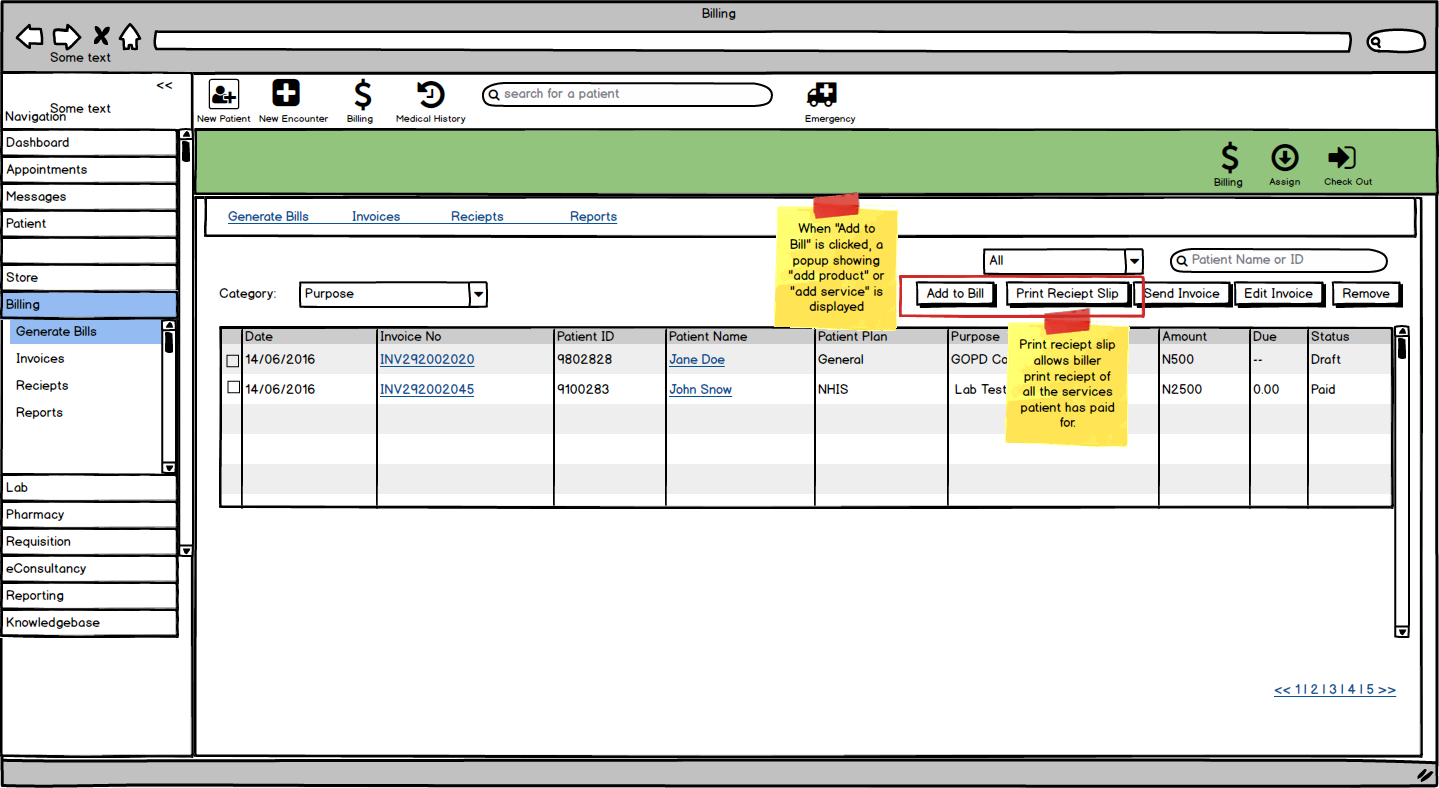 Billing
Some text
<<
Some text
Navigation
New Patient New Encounter Billing Medical History search for a patient Emergency
Dashboard
Appointments
Messages
Patient
Store
Billing
Generate Bills
Invoices
Reciepts
Reports
Lab
Pharmacy
Requisition
eConsultancy
Reporting
Knowledgebase
Billing Assign Check Out
Generate Bills Invoices Reciepts Reports
When "Add to
Bill" is clicked, a
popup showing
"add product" or
"add service" is
displayed
All Patient Name or ID
Category: Purpose
Add to Bill Print Reciept Slip Send Invoice Edit Invoice Remove
Date Invoice No Patient ID Patient Name Patient Plan Purpose Amount Due Status
14/06/2016 INV292002020 9802828 Jane Doe General GOPD Co N500 -- Draft
14/06/2016 INV292002045 9100283 John Snow NHIS Lab Test N2500 0.00 Paid
Print reciept slip
allows biller
print reciept of
all the services
patient has paid
for.
<< 1 | 2 | 3 | 4 | 5 >>